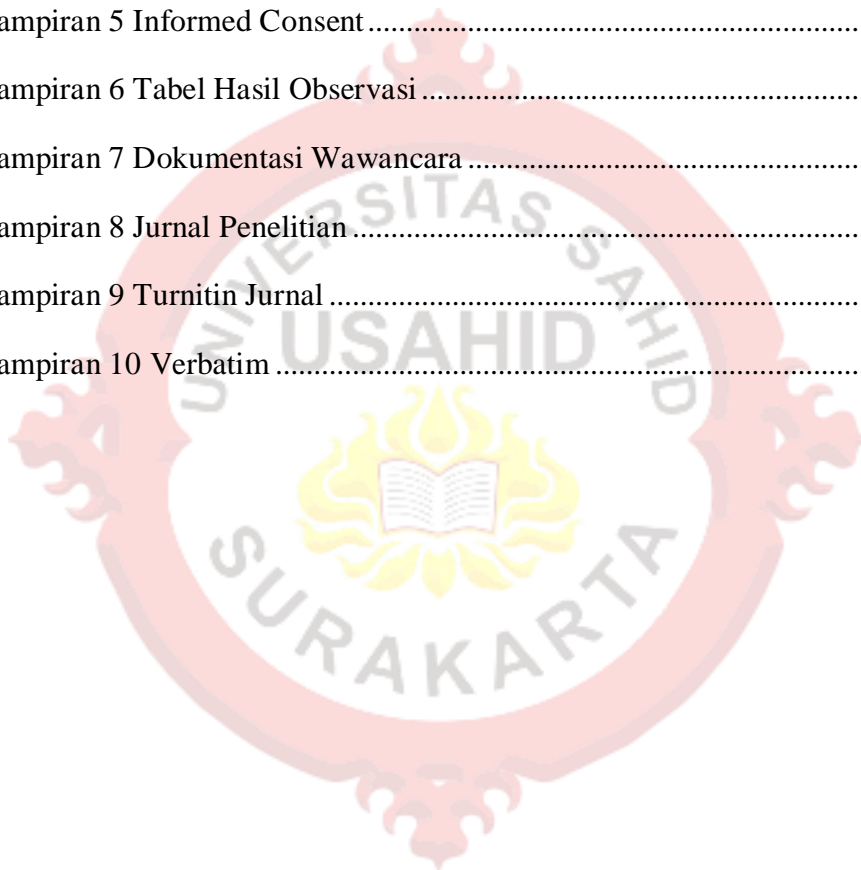 ampiran 5 Informed Consent...............................................................................
ampiran 6 Tabel Hasil Observasi.....................................................................
ampiran 7 Dokumentasi Wawancara.............................................................
ampiran 8 Jurnal Penelitian................................................................................
ampiran 9 Turnitin Jurnal....................................................................................
ampiran 10 Verbatim............................................................................................
UNIVERSITAS SAHID
USAHID
SURAKARTA